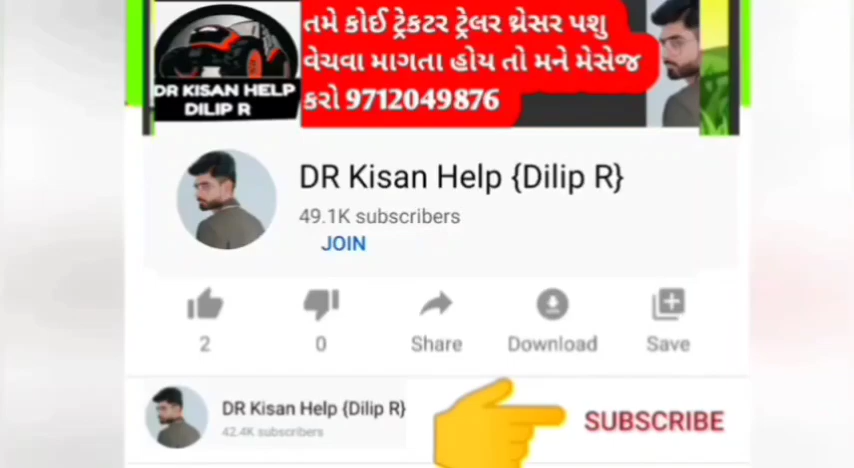 તમે કોઈ ટ્રેકટર ટ્રેલર થ્રેસર પશુ
વેચવા માગતા હોય તો મને મેસેજ
કરો 9712049876
DR KISAN HELP
DILIP R
DR Kisan Help {Dilip R}
49.1K subscribers
JOIN
2
0
Share
Download
Save
DR Kisan Help {Dilip R}
42.4K subscribers
SUBSCRIBE